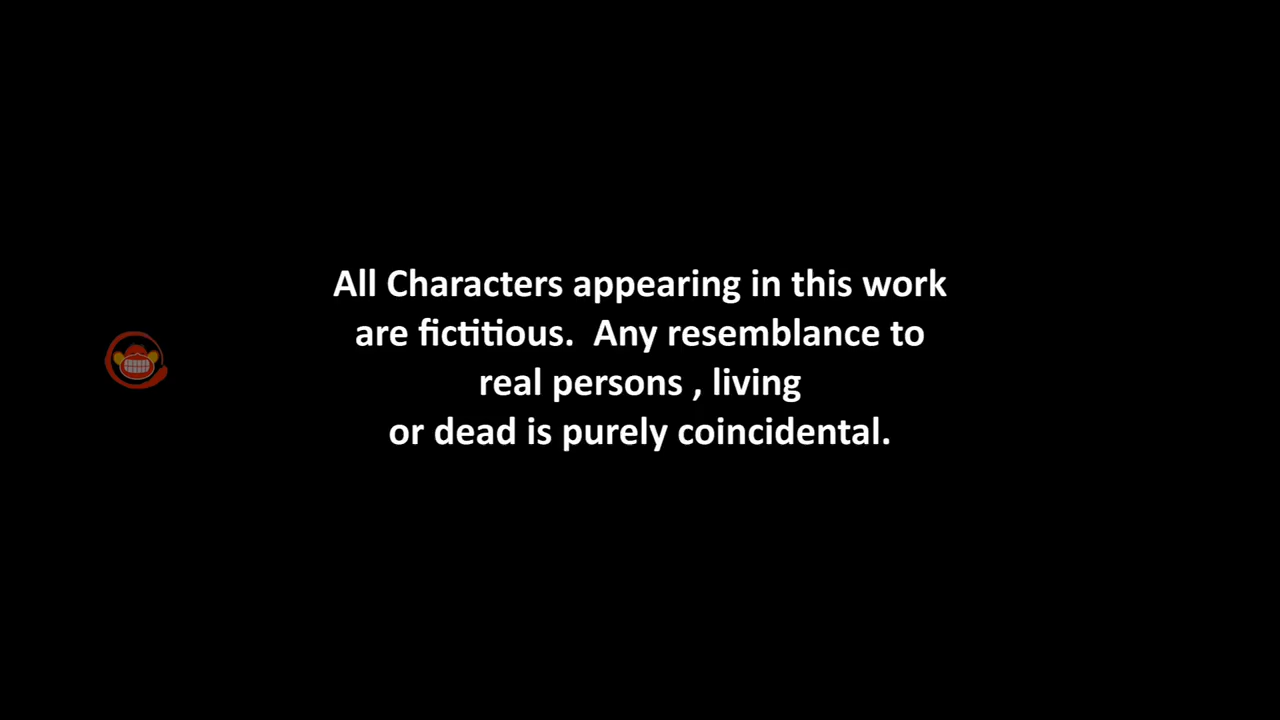 All Characters appearing in this work
are fictitious.  Any resemblance to
real persons , living
or dead is purely coincidental.